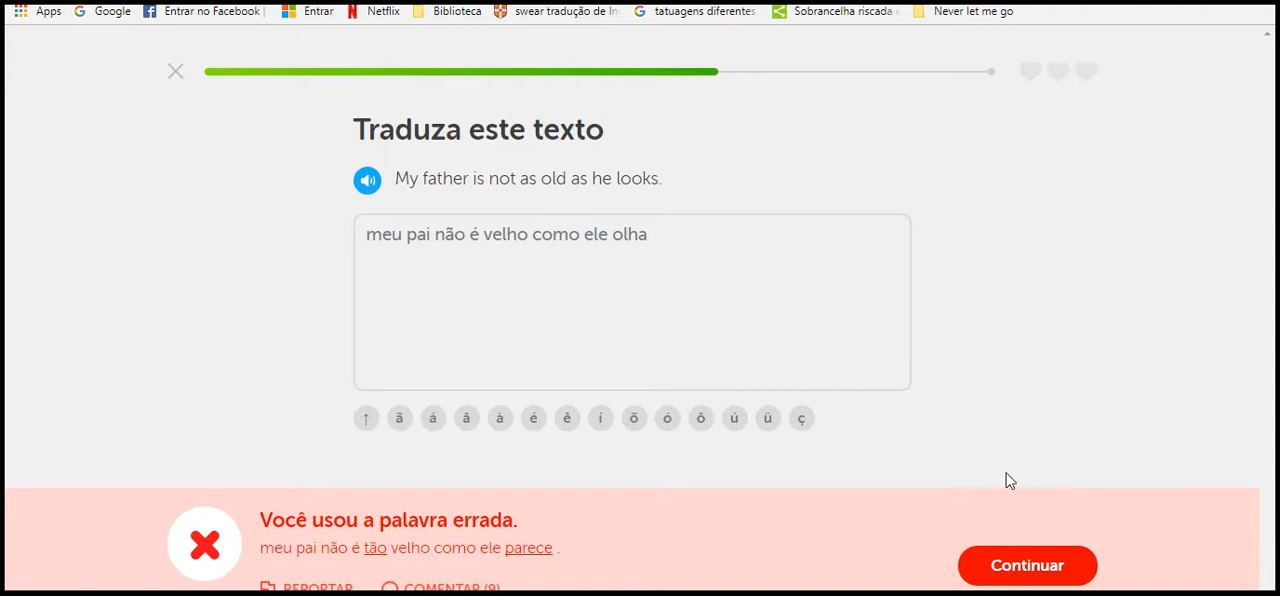 Apps Google Entrar no Facebook Entrar Netflix Biblioteca swear tradução de In tatuagens diferentes Sobrancelha riscada Never let me go
Traduza este texto
My father is not as old as he looks.
meu pai não é velho como ele olha
↑ ã á â à é ê í õ ó ô ú ü ç
Você usou a palavra errada.
meu pai não é tão velho como ele parece .
Continuar
REPORTAR COMENTAR (9)